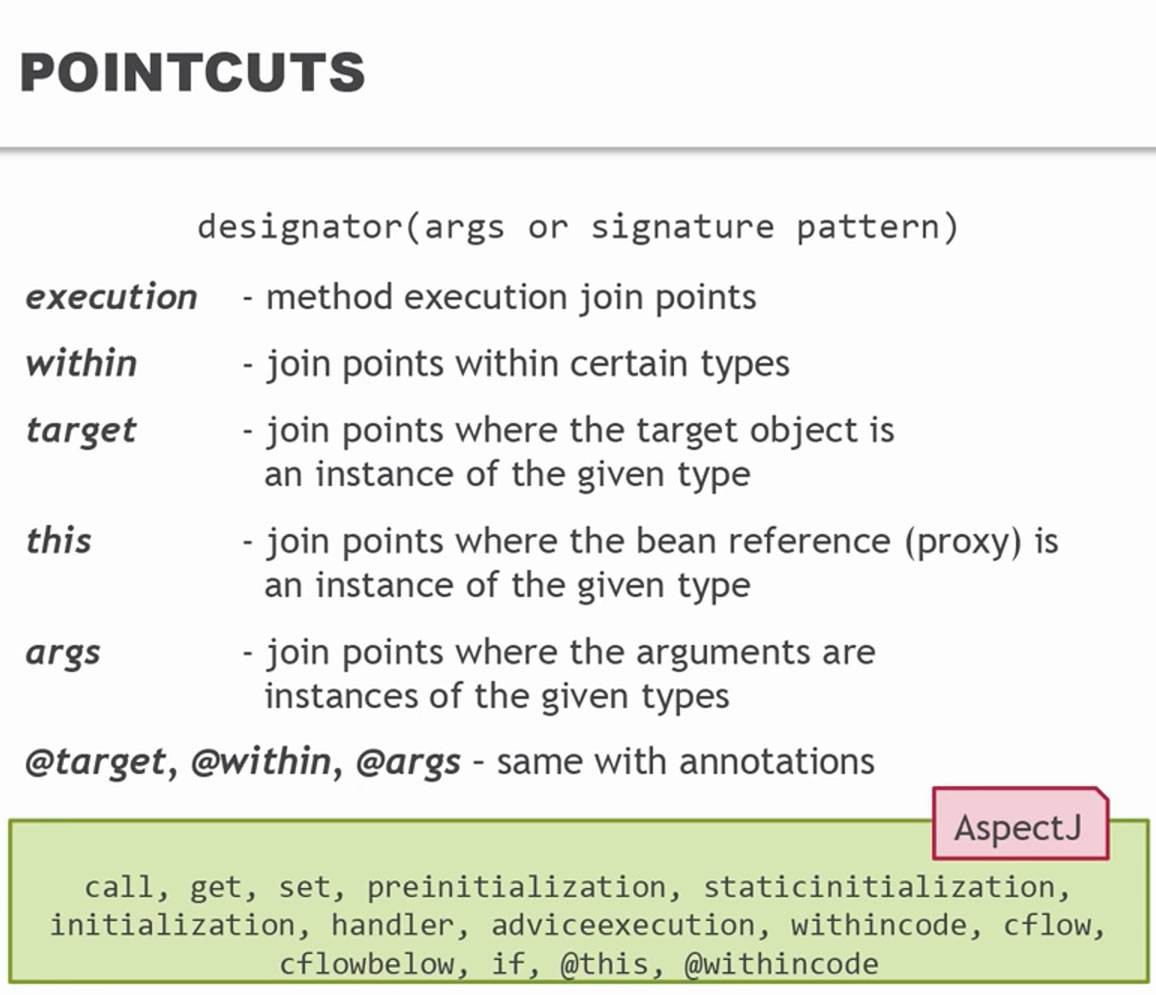 POINTCUTS
designator(args or signature pattern)
execution - method execution join points
within - join points within certain types
target - join points where the target object is
an instance of the given type
this - join points where the bean reference (proxy) is
an instance of the given type
args - join points where the arguments are
instances of the given types
@target, @within, @args – same with annotations
AspectJ
call, get, set, preinitialization, staticinitialization,
initialization, handler, adviceexecution, withincode, cflow,
cflowbelow, if, @this, @withincode